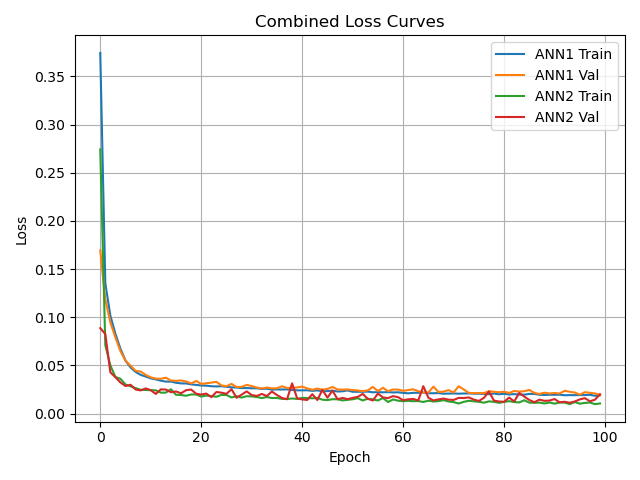 Combined Loss Curves
ANN1 Train
ANN1 Val
ANN2 Train
ANN2 Val
0.35
0.30
0.25
0.20
0.15
0.10
0.05
0.00
Loss
0 20 40 60 80 100
Epoch